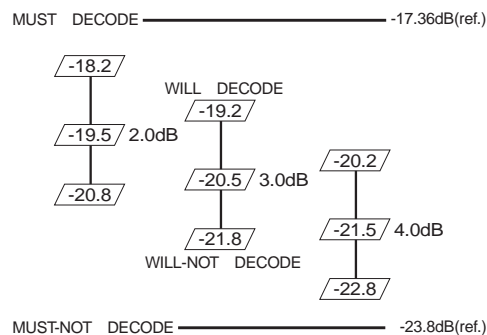 MUST DECODE -17.36dB(ref.)
-18.2
-19.5 2.0dB
-20.8
WILL DECODE
-19.2
-20.5 3.0dB
-21.8
WILL-NOT DECODE
-20.2
-21.5 4.0dB
-22.8
MUST-NOT DECODE -23.8dB(ref.)